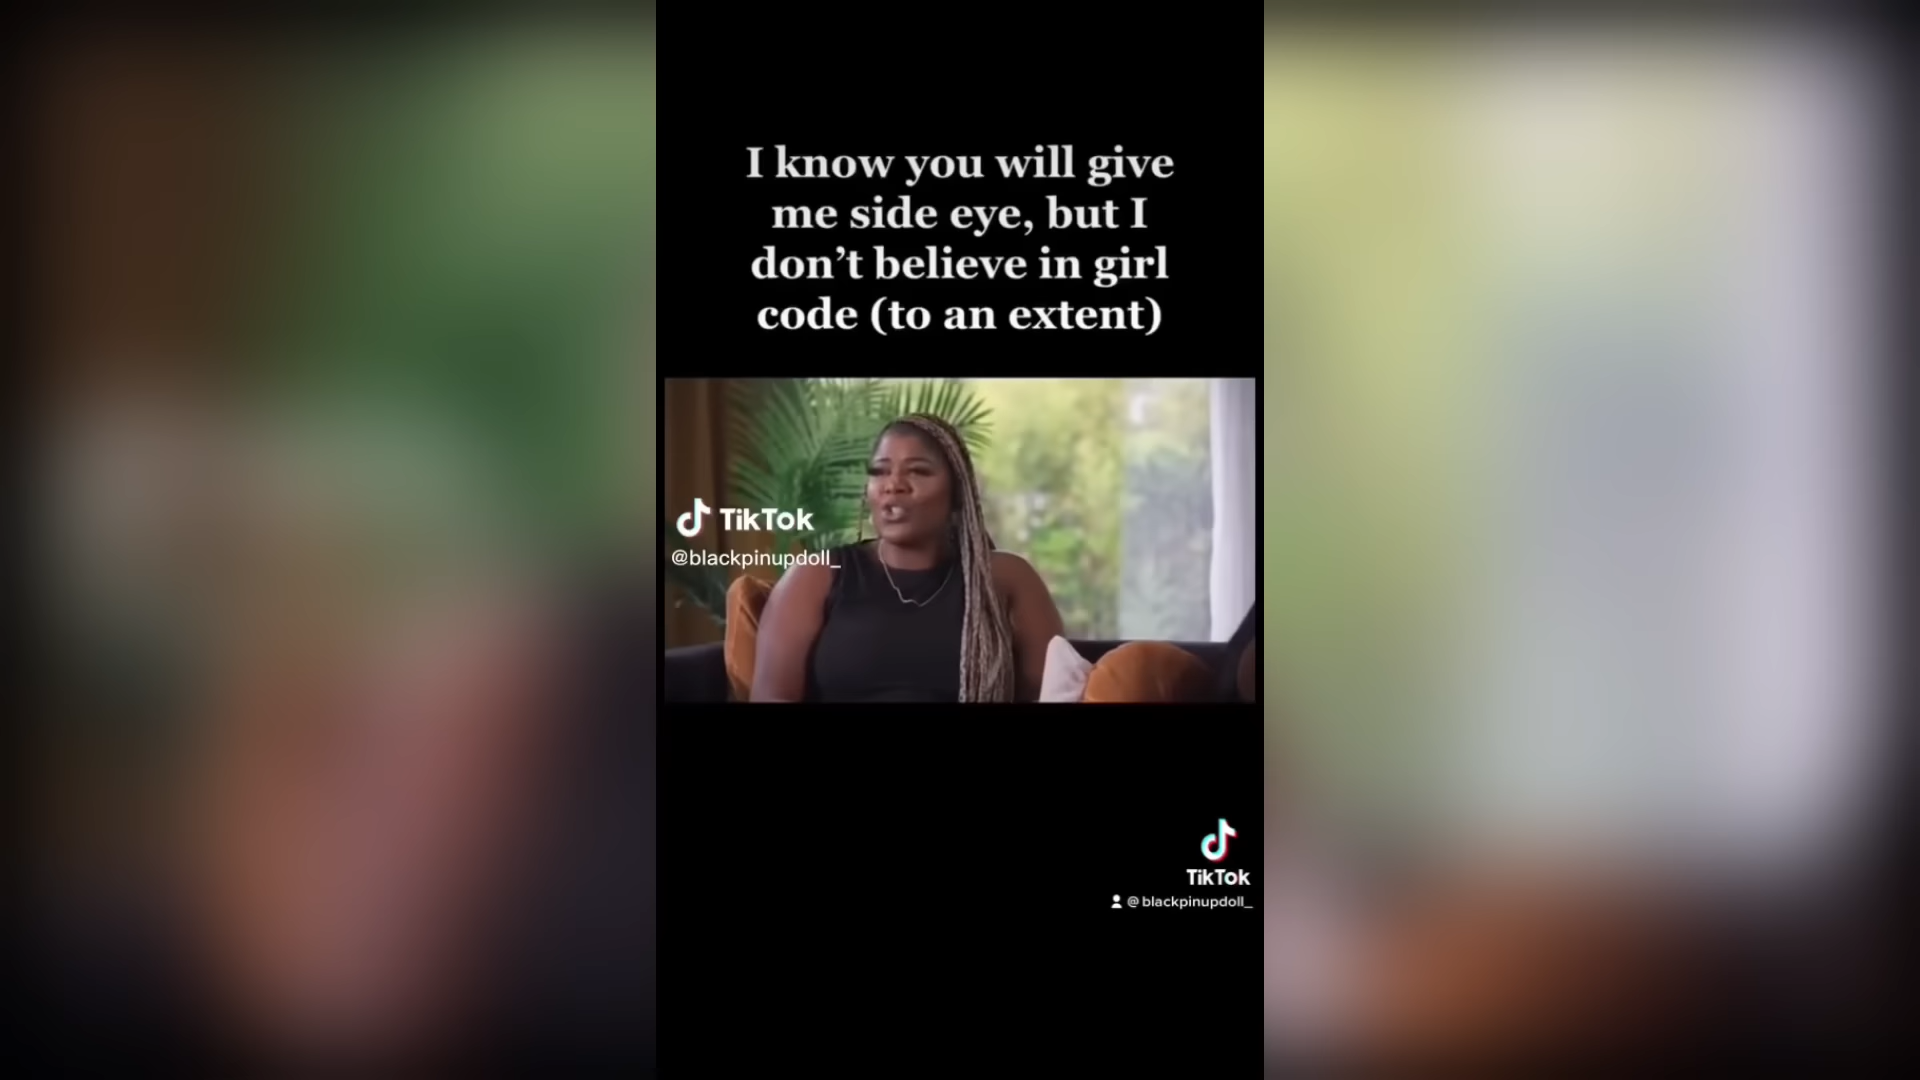 I know you will give
me side eye, but I
don’t believe in girl
code (to an extent)
TikTok
@blackpinupdoll_
TikTok
@blackpinupdoll_